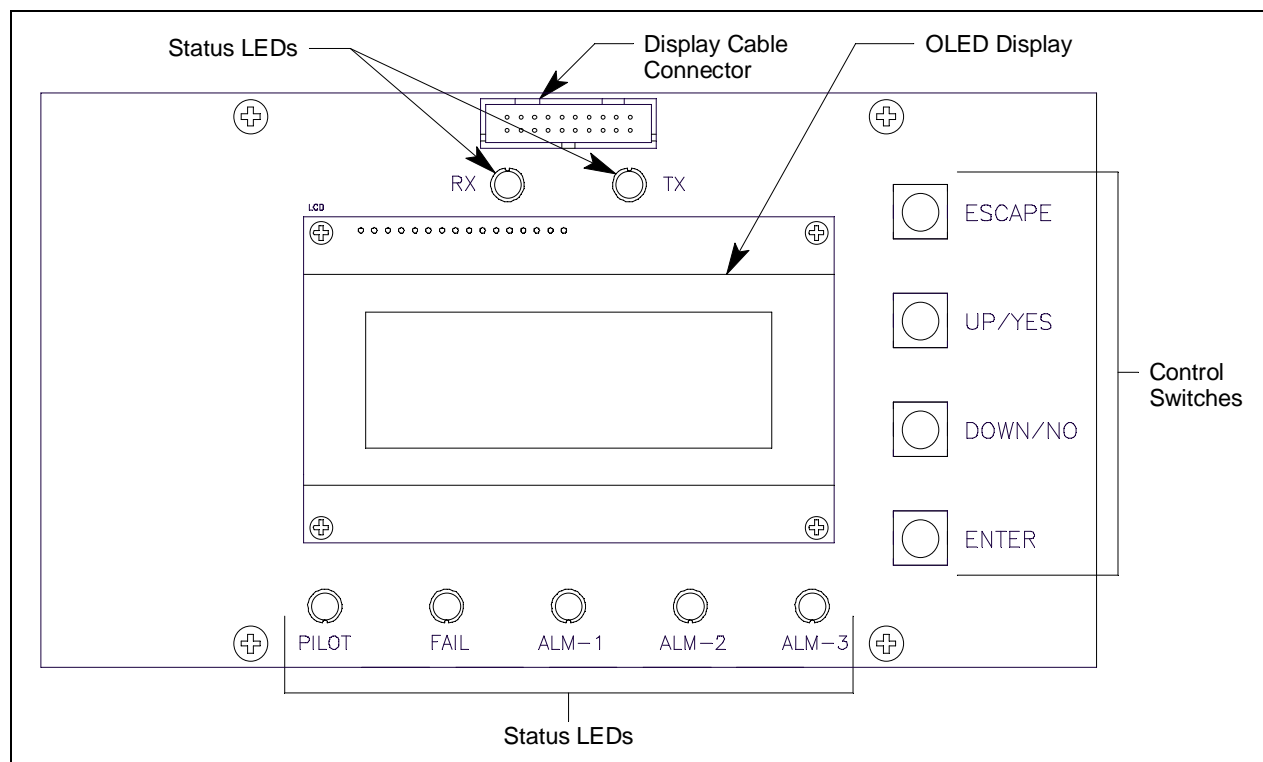 Status LEDs
Display Cable
Connector
OLED Display
RX
TX
LCD
ESCAPE
UP/YES
DOWN/NO
ENTER
Control
Switches
PILOT
FAIL
ALM-1
ALM-2
ALM-3
Status LEDs